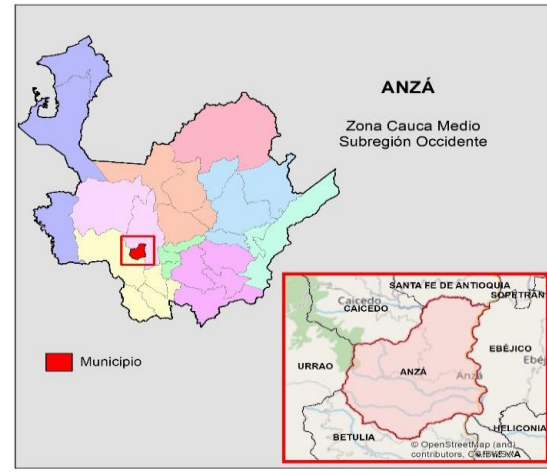 ANZÁ
Zona Cauca Medio
Subregión Occidente
Municipio
SANTA FE DE ANTIOQUIA
SOPETRÁN
Caicedo
CAICEDO
EBÉJICO
Ebéj
URRAO
ANZÁ
Anzá
HELICONIA
BETULIA
© OpenStreetMap (and)
contributors,